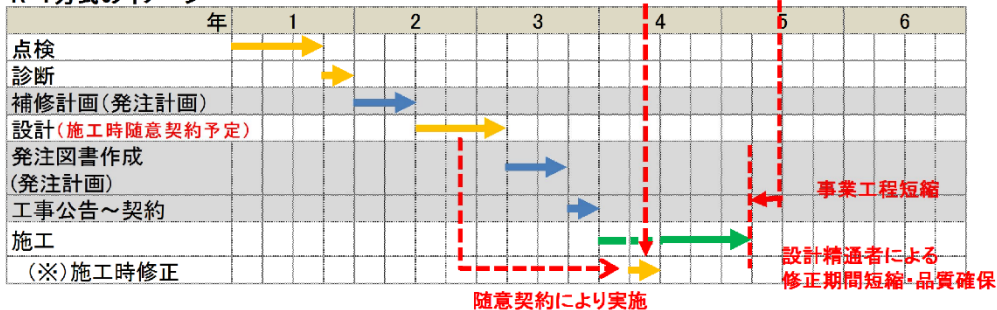 年 1 2 3 4 5 6
点検
診断
補修計画(発注計画)
設計(施工時随意契約予定)
発注図書作成
(発注計画)
工事公告～契約
事業工程短縮
施工
設計精通者による
(※)施工時修正
修正期間短縮・品質確保
随意契約により実施